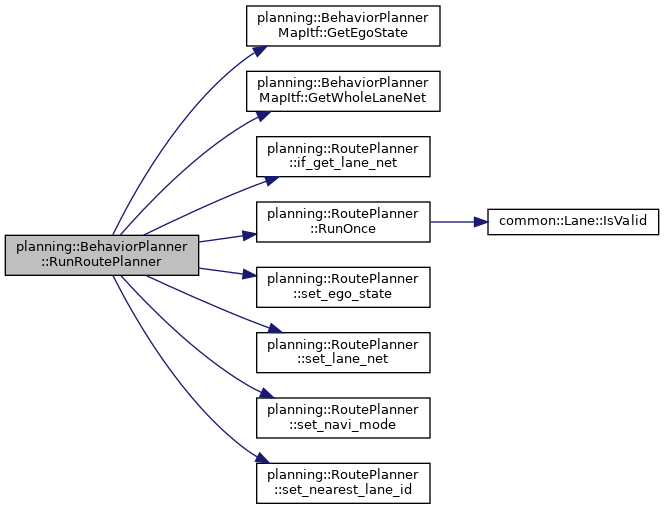 planning::BehaviorPlanner
MapItf::GetEgoState
planning::BehaviorPlanner
MapItf::GetWholeLaneNet
planning::RoutePlanner
::if_get_lane_net
planning::RoutePlanner
::RunOnce
common::Lane::IsValid
planning::BehaviorPlanner
::RunRoutePlanner
planning::RoutePlanner
::set_ego_state
planning::RoutePlanner
::set_lane_net
planning::RoutePlanner
::set_navi_mode
planning::RoutePlanner
::set_nearest_lane_id